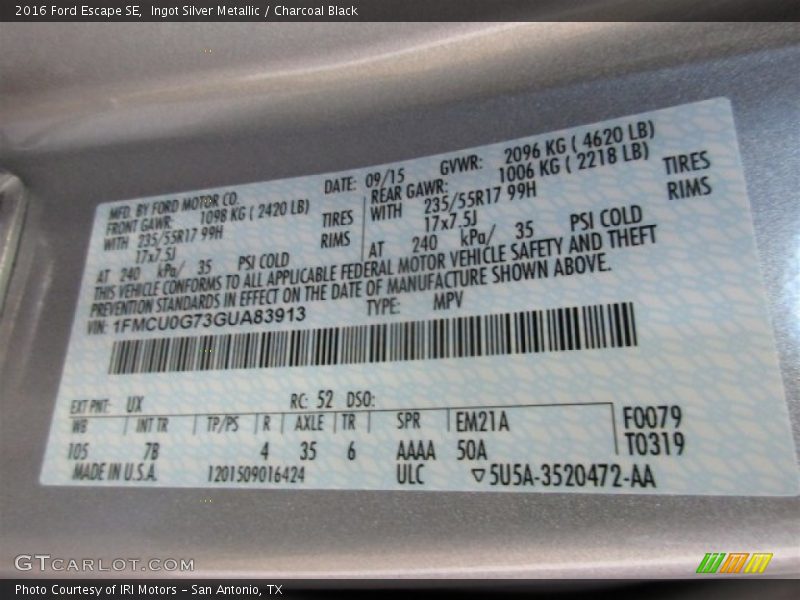 2016 Ford Escape SE, Ingot Silver Metallic / Charcoal Black
MFD. BY FORD MOTOR CO. DATE: 09/15 GVWR: 2096 KG ( 4620 LB)
FRONT GAWR: 1098 KG ( 2420 LB) REAR GAWR: 1006 KG ( 2218 LB)
WITH 235/55R17 99H TIRES WITH 235/55R17 99H TIRES
17x7.5J RIMS 17x7.5J RIMS
AT 240 kPa/ 35 PSI COLD AT 240 kPa/ 35 PSI COLD
THIS VEHICLE CONFORMS TO ALL APPLICABLE FEDERAL MOTOR VEHICLE SAFETY AND THEFT
PREVENTION STANDARDS IN EFFECT ON THE DATE OF MANUFACTURE SHOWN ABOVE.
VIN: 1FMCU0G73GUA83913 TYPE: MPV
EXT PNT: UX RC: 52 DSO:
WB INT TR TP/PS R AXLE TR SPR EM21A F0079
105 7B 4 35 6 AAAA 50A T0319
MADE IN U.S.A. 1201509016424 ULC ▽5U5A-3520472-AA
GTCARLOT.COM
Photo Courtesy of IRI Motors – San Antonio, TX